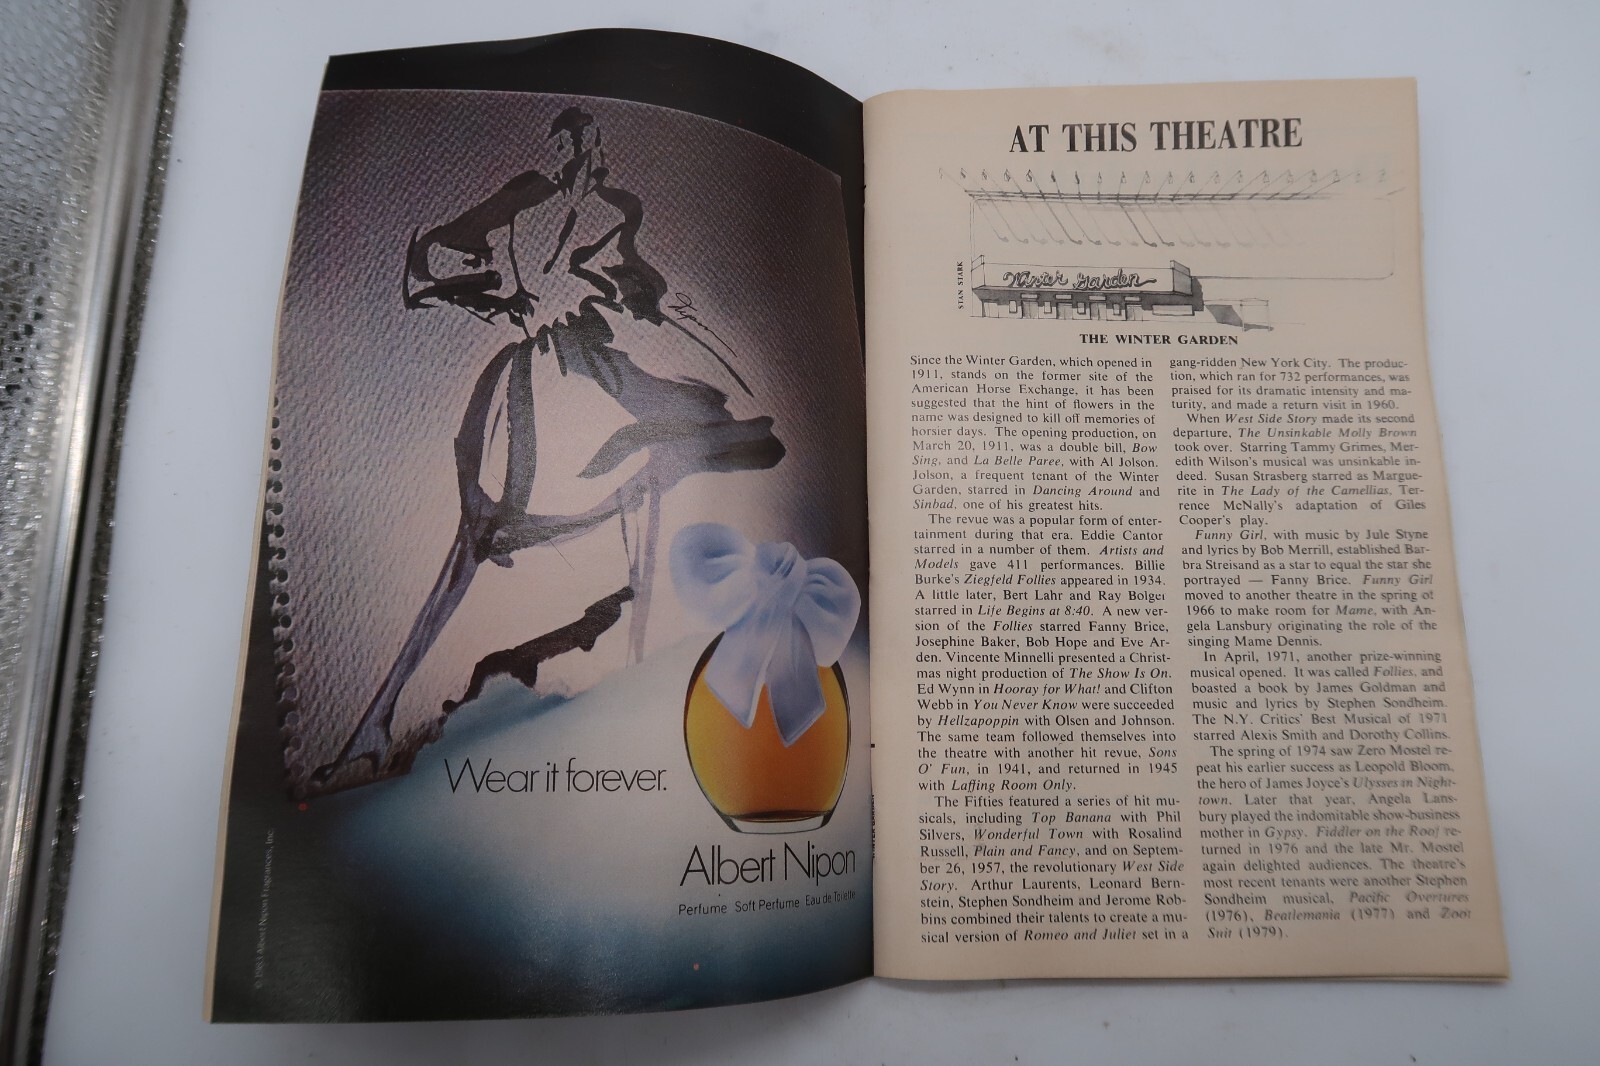 Nipon
Wear it forever.
Albert Nipon
Perfume Soft Perfume Eau de Toilette
Albert Nipon Fragrances, Inc.
AT THIS THEATRE
STAN STARK
Winter Garden
THE WINTER GARDEN
Since the Winter Garden, which opened in
1911, stands on the former site of the
American Horse Exchange, it has been
suggested that the hint of flowers in the
name was designed to kill off memories of
horsier days. The opening production, on
March 20, 1911, was a double bill, Bow
Sing, and La Belle Paree, with Al Jolson.
Jolson, a frequent tenant of the Winter
Garden, starred in Dancing Around and
Sinbad, one of his greatest hits.
The revue was a popular form of enter-
tainment during that era. Eddie Cantor
starred in a number of them. Artists and
Models gave 411 performances. Billie
Burke's Ziegfeld Follies appeared in 1934.
A little later, Bert Lahr and Ray Bolger
starred in Life Begins at 8:40. A new ver-
sion of the Follies starred Fanny Brice,
Josephine Baker, Bob Hope and Eve Ar-
den. Vincente Minnelli presented a Christ-
mas night production of The Show Is On.
Ed Wynn in Hooray for What! and Clifton
Webb in You Never Know were succeeded
by Hellzapoppin with Olsen and Johnson.
The same team followed themselves into
the theatre with another hit revue, Sons
O' Fun, in 1941, and returned in 1945
with Laffing Room Only.
The Fifties featured a series of hit mu-
sicals, including Top Banana with Phil
Silvers, Wonderful Town with Rosalind
Russell, Plain and Fancy, and on Septem-
ber 26, 1957, the revolutionary West Side
Story. Arthur Laurents, Leonard Bern-
stein, Stephen Sondheim and Jerome Rob-
bins combined their talents to create a mu-
sical version of Romeo and Juliet set in a
gang-ridden New York City. The produc-
tion, which ran for 732 performances, was
praised for its dramatic intensity and ma-
turity, and made a return visit in 1960.
When West Side Story made its second
departure, The Unsinkable Molly Brown
took over. Starring Tammy Grimes, Mer-
edith Wilson's musical was unsinkable in-
deed. Susan Strasberg starred as Margue-
rite in The Lady of the Camellias, Ter-
rence McNally's adaptation of Giles
Cooper's play.
Funny Girl, with music by Jule Styne
and lyrics by Bob Merrill, established Bar-
bra Streisand as a star to equal the star she
portrayed — Fanny Brice. Funny Girl
moved to another theatre in the spring of
1966 to make room for Mame, with An-
gela Lansbury originating the role of the
singing Mame Dennis.
In April, 1971, another prize-winning
musical opened. It was called Follies, and
boasted a book by James Goldman and
music and lyrics by Stephen Sondheim.
The N.Y. Critics' Best Musical of 1971
starred Alexis Smith and Dorothy Collins.
The spring of 1974 saw Zero Mostel re-
peat his earlier success as Leopold Bloom,
the hero of James Joyce's Ulysses in Night-
town. Later that year, Angela Lans-
bury played the indomitable show-business
mother in Gypsy. Fiddler on the Roof re-
turned in 1976 and the late Mr. Mostel
again delighted audiences. The theatre's
most recent tenants were another Stephen
Sondheim musical, Pacific Overtures
(1976), Beatlemania (1977) and Zoot
Suit (1979).